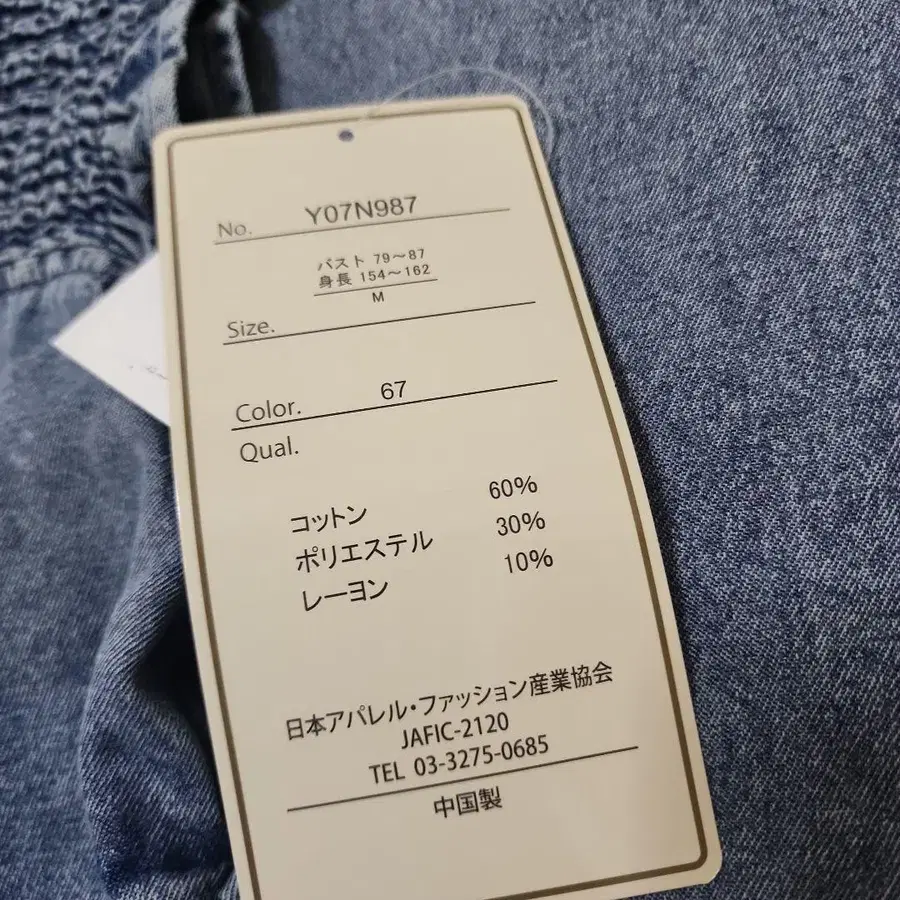 No. Y07N987
バスト 79～87
身長 154～162
M
Size.
Color. 67
Qual.
コットン 60%
ポリエステル 30%
レーヨン 10%
日本アパレル・ファッション産業協会
JAFIC-2120
TEL 03-3275-0685
中国製